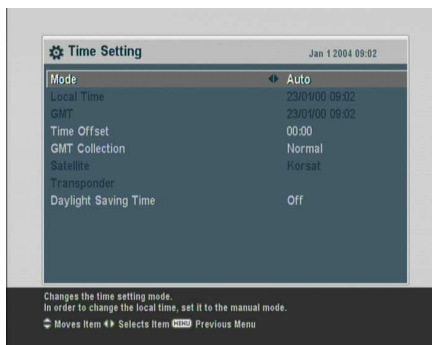 Time Setting Jan 1 2004 09:02
Mode Auto
Local Time 23/01/00 09:02
GMT 23/01/00 09:02
Time Offset 00:00
GMT Collection Normal
Satellite Korsat
Transponder
Daylight Saving Time Off
Changes the time setting mode.
In order to change the local time, set it to the manual mode.
Moves Item Selects Item MENU Previous Menu